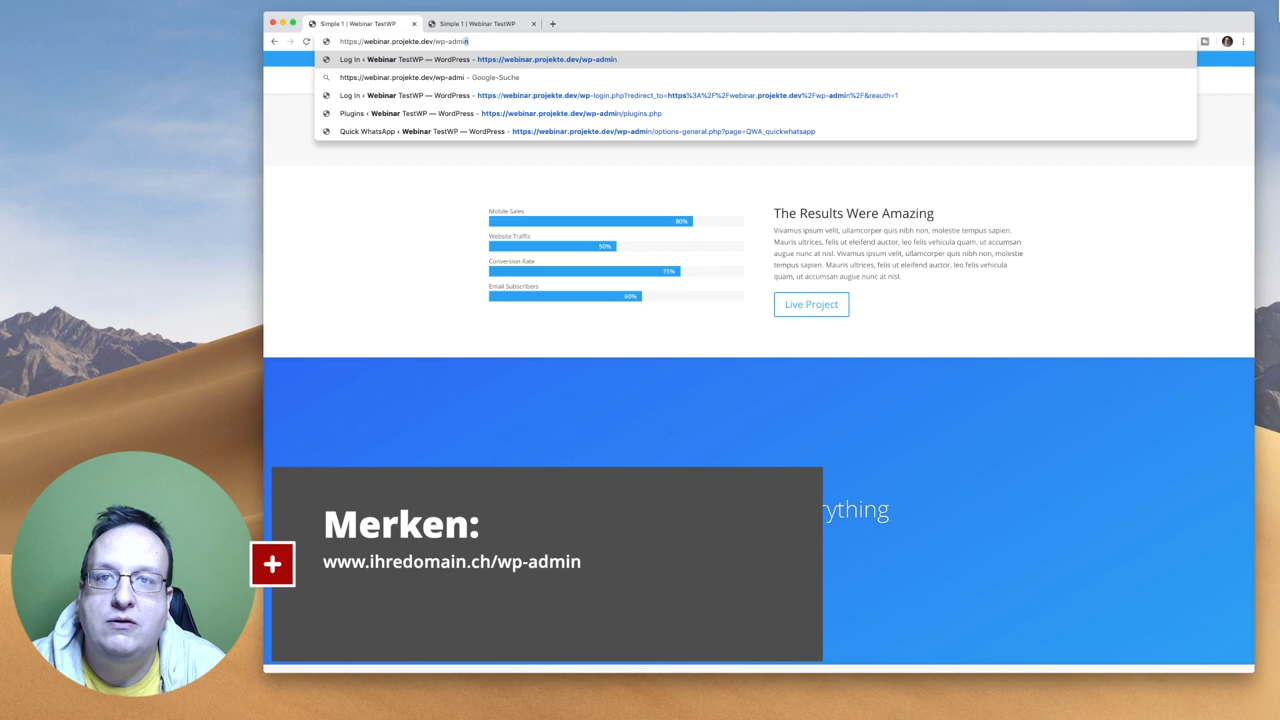 Simple 1 | Webinar TestWP
Simple 1 | Webinar TestWP
https://webinar.projekte.dev/wp-admin
Log In ‹ Webinar TestWP — WordPress - https://webinar.projekte.dev/wp-admin
https://webinar.projekte.dev/wp-admi - Google-Suche
Log In ‹ Webinar TestWP — WordPress - https://webinar.projekte.dev/wp-login.php?redirect_to=https%3A%2F%2Fwebinar.projekte.dev%2Fwp-admin%2F&reauth=1
Plugins ‹ Webinar TestWP — WordPress - https://webinar.projekte.dev/wp-admin/plugins.php
Quick WhatsApp ‹ Webinar TestWP — WordPress - https://webinar.projekte.dev/wp-admin/options-general.php?page=QWA_quickwhatsapp
Mobile Sales
80%
Website Traffic
50%
Conversion Rate
75%
Email Subscribers
60%
The Results Were Amazing
Vivamus ipsum velit, ullamcorper quis nibh non, molestie tempus sapien.
Mauris ultrices, felis ut eleifend auctor, leo felis vehicula quam, ut accumsan
augue nunc at nisl. Vivamus ipsum velit, ullamcorper quis nibh non, molestie
tempus sapien. Mauris ultrices, felis ut eleifend auctor, leo felis vehicula
quam, ut accumsan augue nunc at nisl.
Live Project
rything
Merken:
www.ihredomain.ch/wp-admin